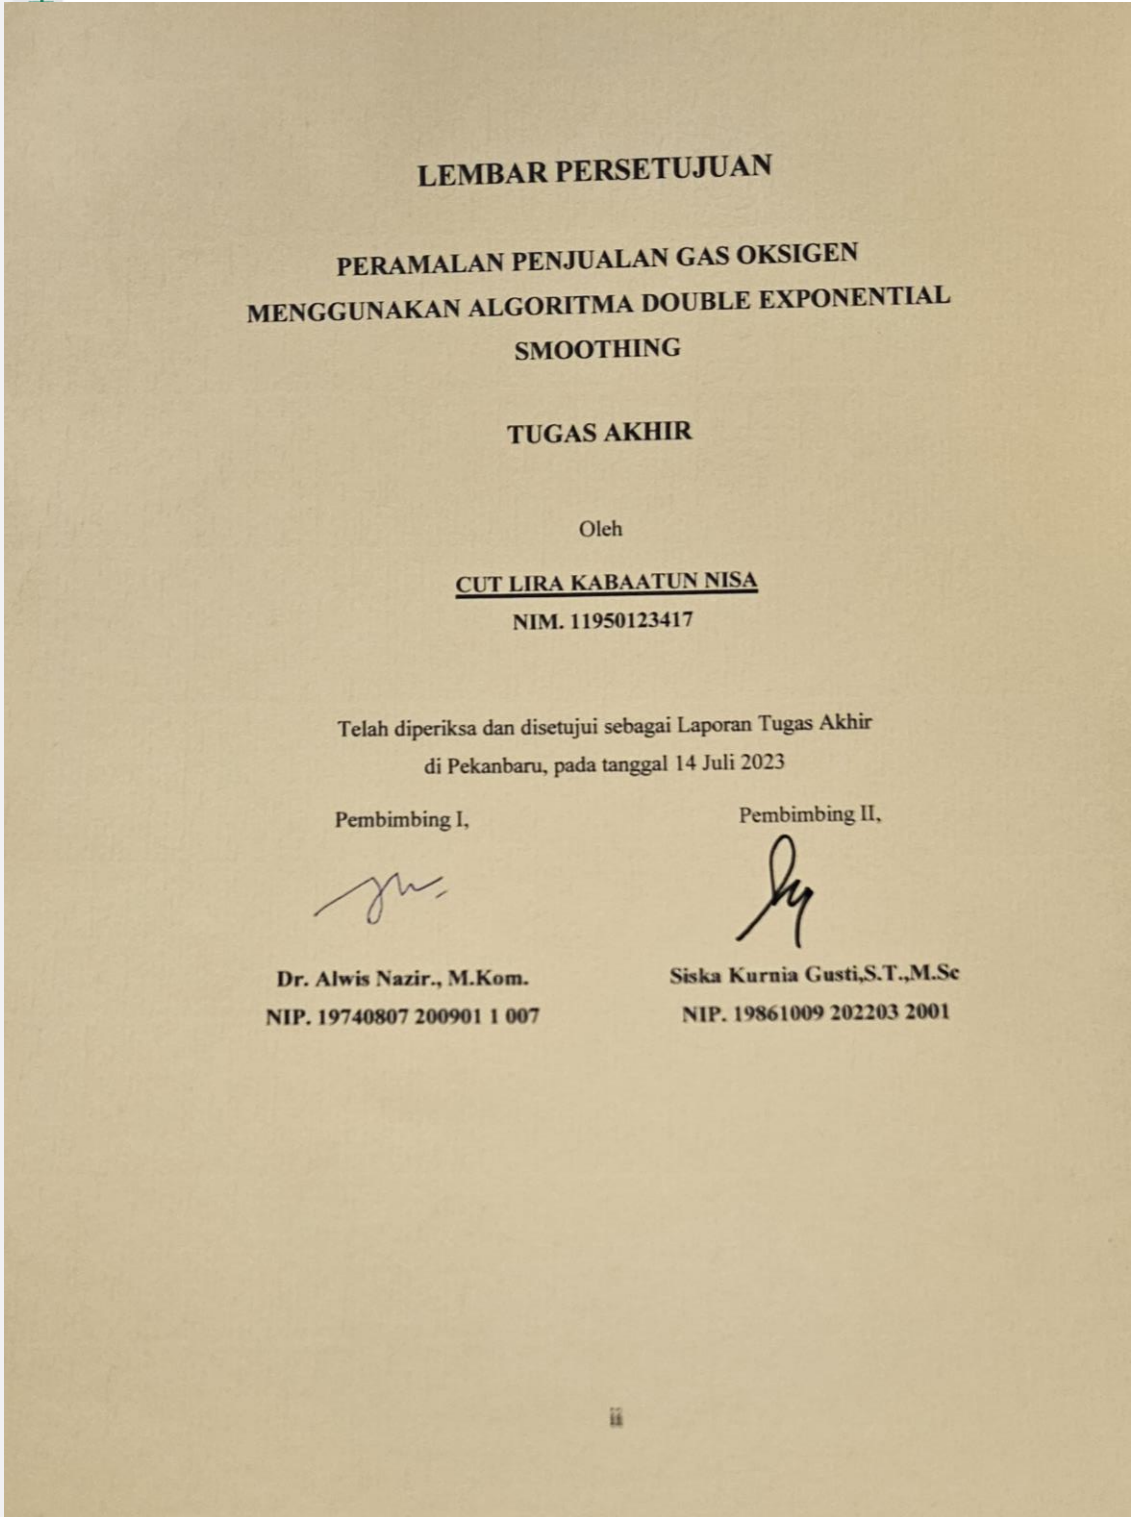 LEMBAR PERSETUJUAN
PERAMALAN PENJUALAN GAS OKSIGEN
MENGGUNAKAN ALGORITMA DOUBLE EXPONENTIAL
SMOOTHING
TUGAS AKHIR
Oleh
CUT LIRA KABAATUN NISA
NIM. 11950123417
Telah diperiksa dan disetujui sebagai Laporan Tugas Akhir
di Pekanbaru, pada tanggal 14 Juli 2023
Pembimbing I,
Pembimbing II,
Dr. Alwis Nazir., M.Kom.
Siska Kurnia Gusti,S.T.,M.Sc
NIP. 19740807 200901 1 007
NIP. 19861009 202203 2001
ii